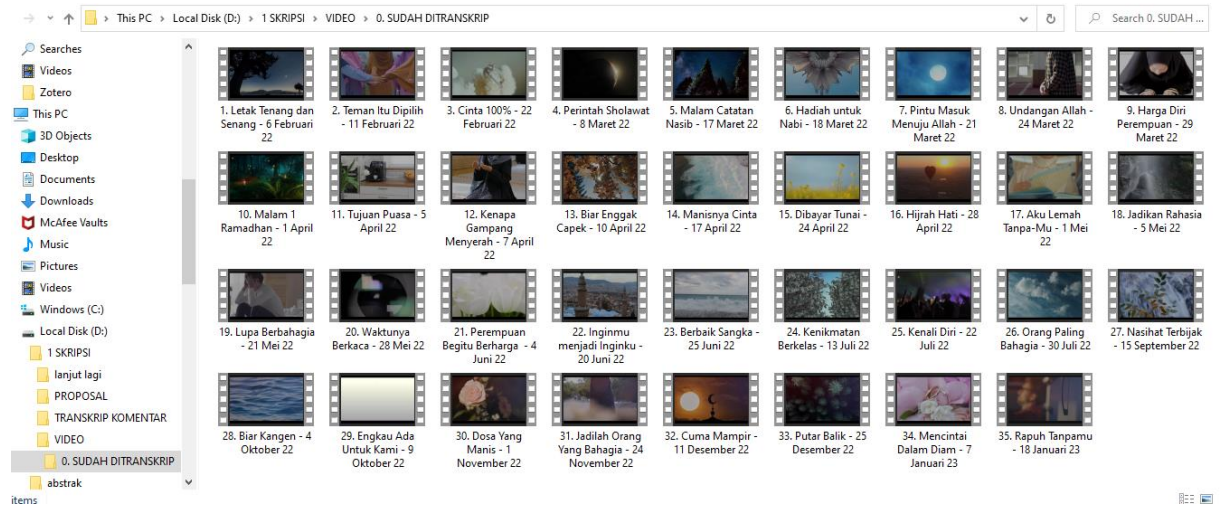 This PC > Local Disk (D:) > 1 SKRIPSI > VIDEO > 0. SUDAH DITRANSKRIP
Search 0. SUDAH ...
Searches
Videos
Zotero
This PC
3D Objects
Desktop
Documents
Downloads
McAfee Vaults
Music
Pictures
Videos
Windows (C:)
Local Disk (D:)
1 SKRIPSI
lanjut lagi
PROPOSAL
TRANSKRIP KOMENTAR
VIDEO
0. SUDAH DITRANSKRIP
abstrak
items
1. Letak Tenang dan
Senang - 6 Februari
22
2. Teman Itu Dipilih
- 11 Februari 22
3. Cinta 100% - 22
Februari 22
4. Perintah Sholawat
- 8 Maret 22
5. Malam Catatan
Nasib - 17 Maret 22
6. Hadiah untuk
Nabi - 18 Maret 22
7. Pintu Masuk
Menuju Allah - 21
Maret 22
8. Undangan Allah -
24 Maret 22
9. Harga Diri
Perempuan - 29
Maret 22
10. Malam 1
Ramadhan - 1 April
22
11. Tujuan Puasa - 5
April 22
12. Kenapa
Gampang
Menyerah - 7 April
22
13. Biar Enggak
Capek - 10 April 22
14. Manisnya Cinta
- 17 April 22
15. Dibayar Tunai -
24 April 22
16. Hijrah Hati - 28
April 22
17. Aku Lemah
Tanpa-Mu - 1 Mei
22
18. Jadikan Rahasia
- 5 Mei 22
19. Lupa Berbahagia
- 21 Mei 22
20. Waktunya
Berkaca - 28 Mei 22
21. Perempuan
Begitu Berharga - 4
Juni 22
22. Inginmu
menjadi Inginku -
20 Juni 22
23. Berbaik Sangka -
25 Juni 22
24. Kenikmatan
Berkelas - 13 Juli 22
25. Kenali Diri - 22
Juli 22
26. Orang Paling
Bahagia - 30 Juli 22
27. Nasihat Terbijak
- 15 September 22
28. Biar Kangen - 4
Oktober 22
29. Engkau Ada
Untuk Kami - 9
Oktober 22
30. Dosa Yang
Manis - 1
November 22
31. Jadilah Orang
Yang Bahagia - 24
November 22
32. Cuma Mampir -
11 Desember 22
33. Putar Balik - 25
Desember 22
34. Mencintai
Dalam Diam - 7
Januari 23
35. Rapuh Tanpamu
- 18 Januari 23